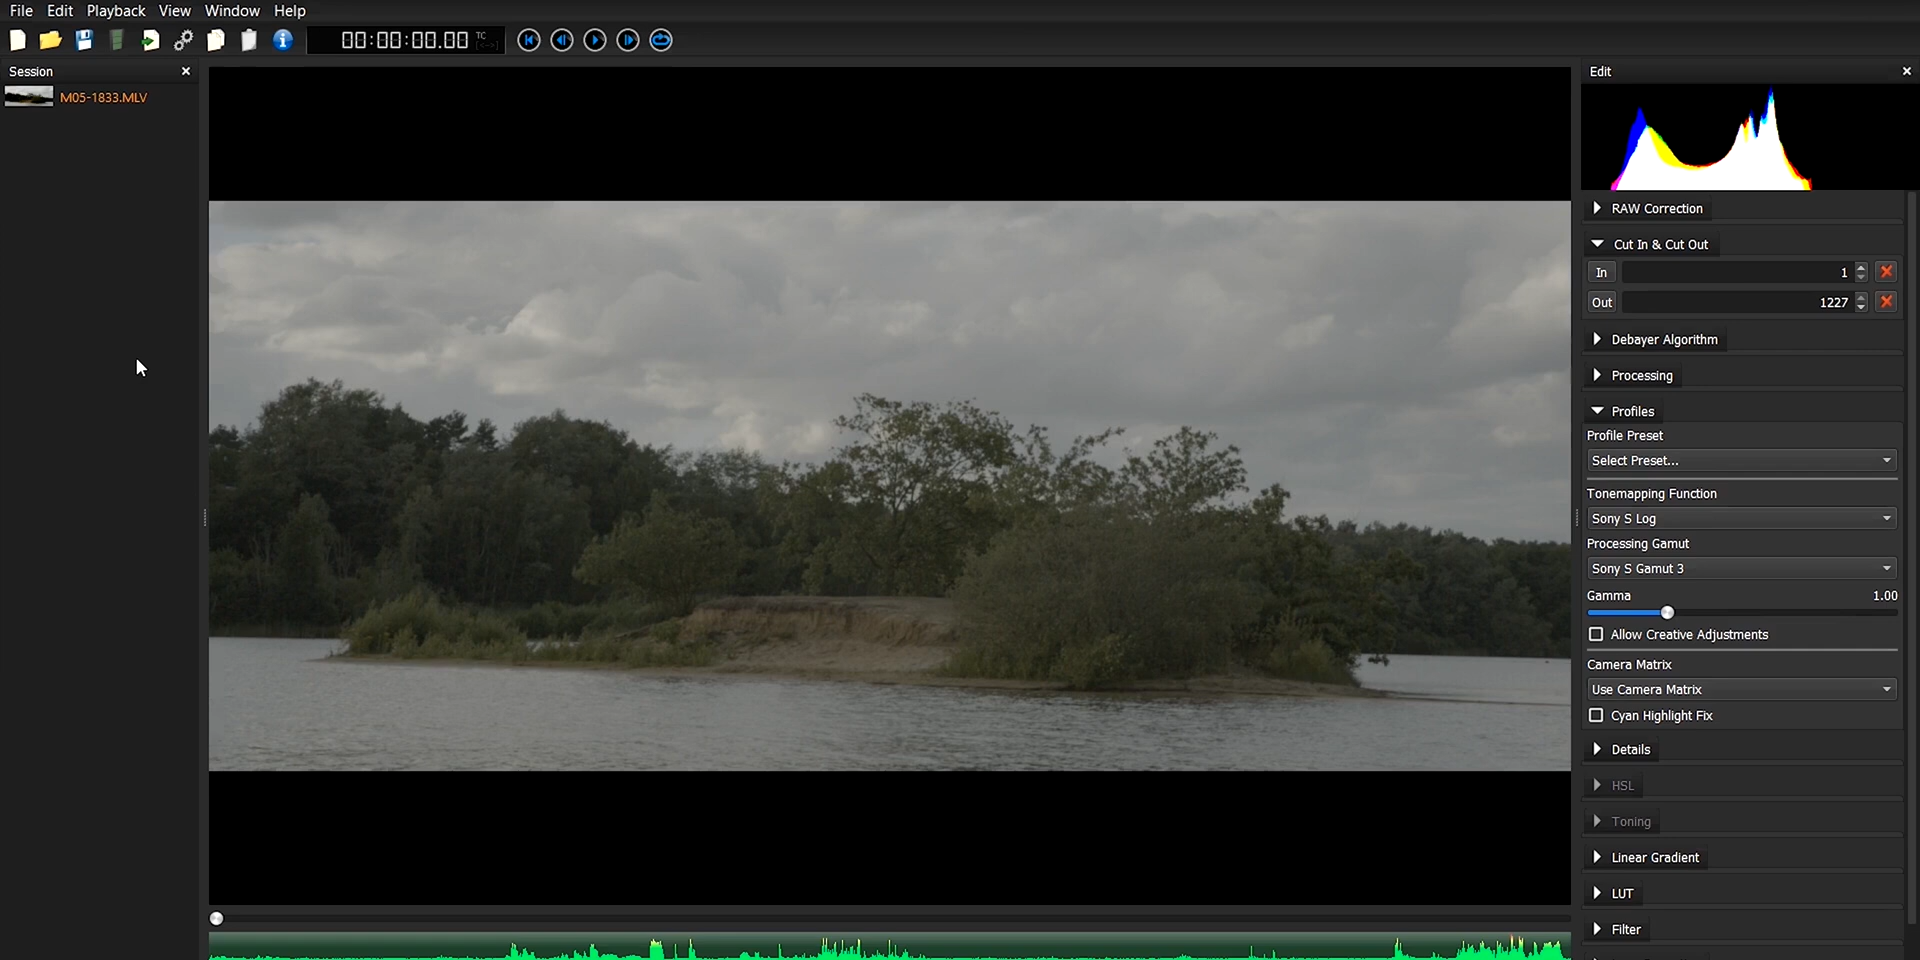 File Edit Playback View Window Help
00:00:00.00 TC
Session
M05-1833.MLV
Edit
RAW Correction
Cut In & Cut Out
In 1
Out 1227
Debayer Algorithm
Processing
Profiles
Profile Preset
Select Preset...
Tonemapping Function
Sony S Log
Processing Gamut
Sony S Gamut 3
Gamma 1.00
Allow Creative Adjustments
Camera Matrix
Use Camera Matrix
Cyan Highlight Fix
Details
HSL
Toning
Linear Gradient
LUT
Filter